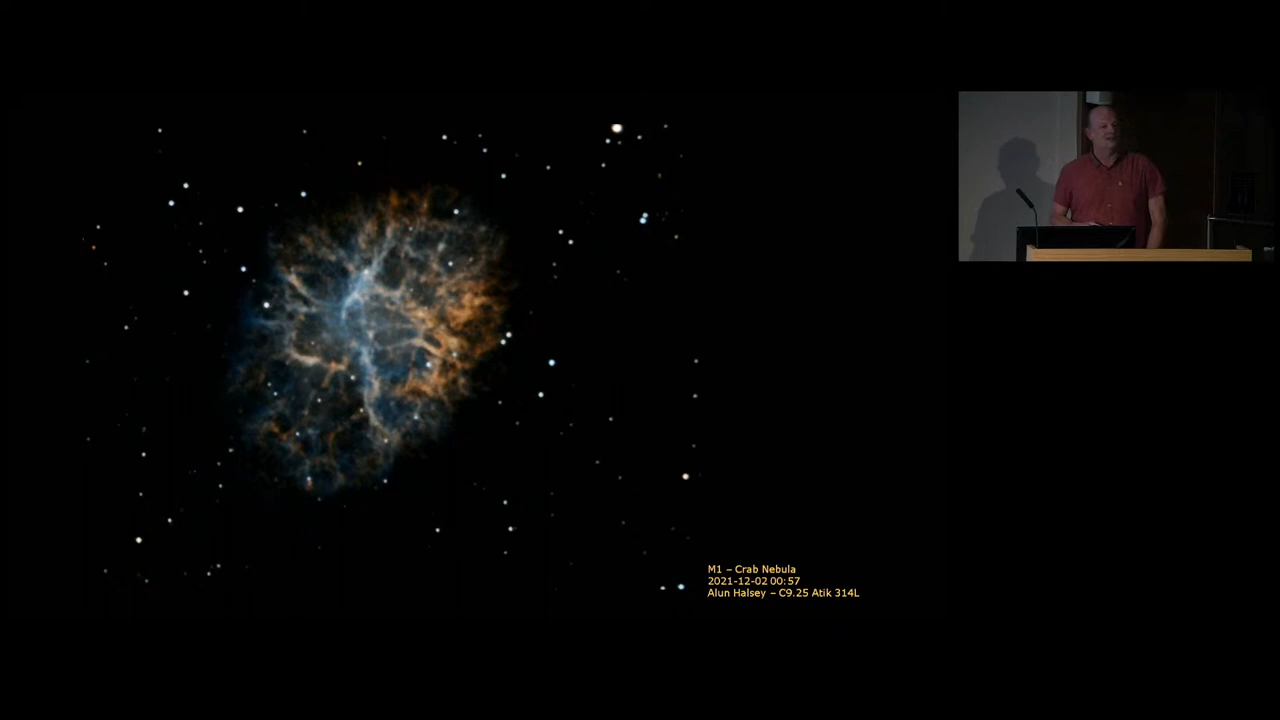 M1 – Crab Nebula
2021-12-02 00:57
Alun Halsey – C9.25 Atik 314L